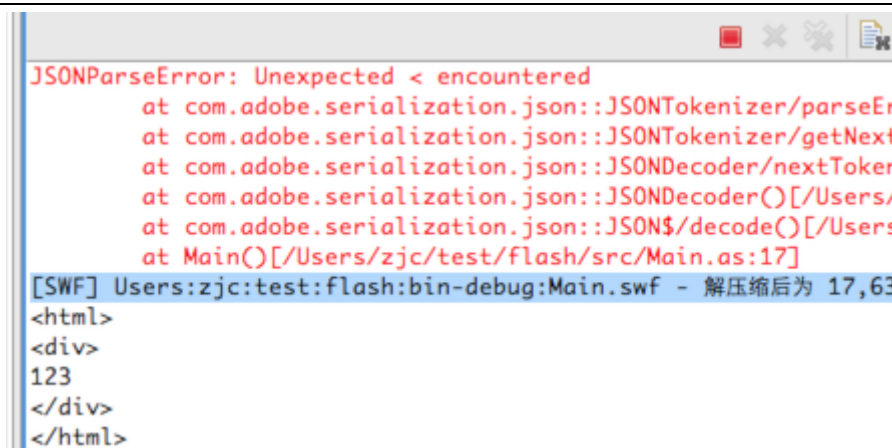 JSONParseError: Unexpected < encountered
at com.adobe.serialization.json::JSONTokenizer/parseEr
at com.adobe.serialization.json::JSONTokenizer/getNext
at com.adobe.serialization.json::JSONDecoder/nextToken
at com.adobe.serialization.json::JSONDecoder()[/Users/
at com.adobe.serialization.json::JSON$/decode()[/Users
at Main()[/Users/zjc/test/flash/src/Main.as:17]
[SWF] Users:zjc:test:flash:bin-debug:Main.swf - 解压缩后为 17,63
<html>
<div>
123
</div>
</html>